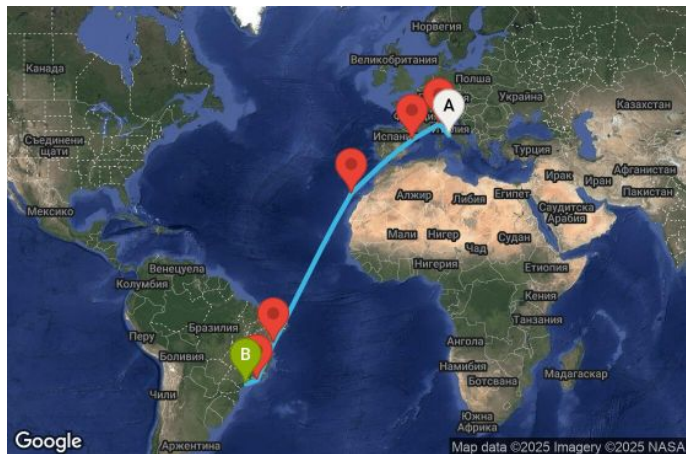 Норвегия
Канада
Великобритания
Полша
A
Украйна
Казахстан
Испан
Съединени
щати
Турция
Ирак
Иран
Афганистан
Пакистан
Алжир
Либия
Египет
Саудитска
Арабия
Мексико
Мали
Нигер
Чад
Судан
Венецуела
Колумбия
Нигерия
Етиопия
Кения
Перу
Бразилия
Танзания
B
Боливия
Ангола
Намибия
Ботсвана
Мадагаскар
Чили
Южна
Африка
Аржентина
Google
Map data ©2025 Imagery ©2025 NASA